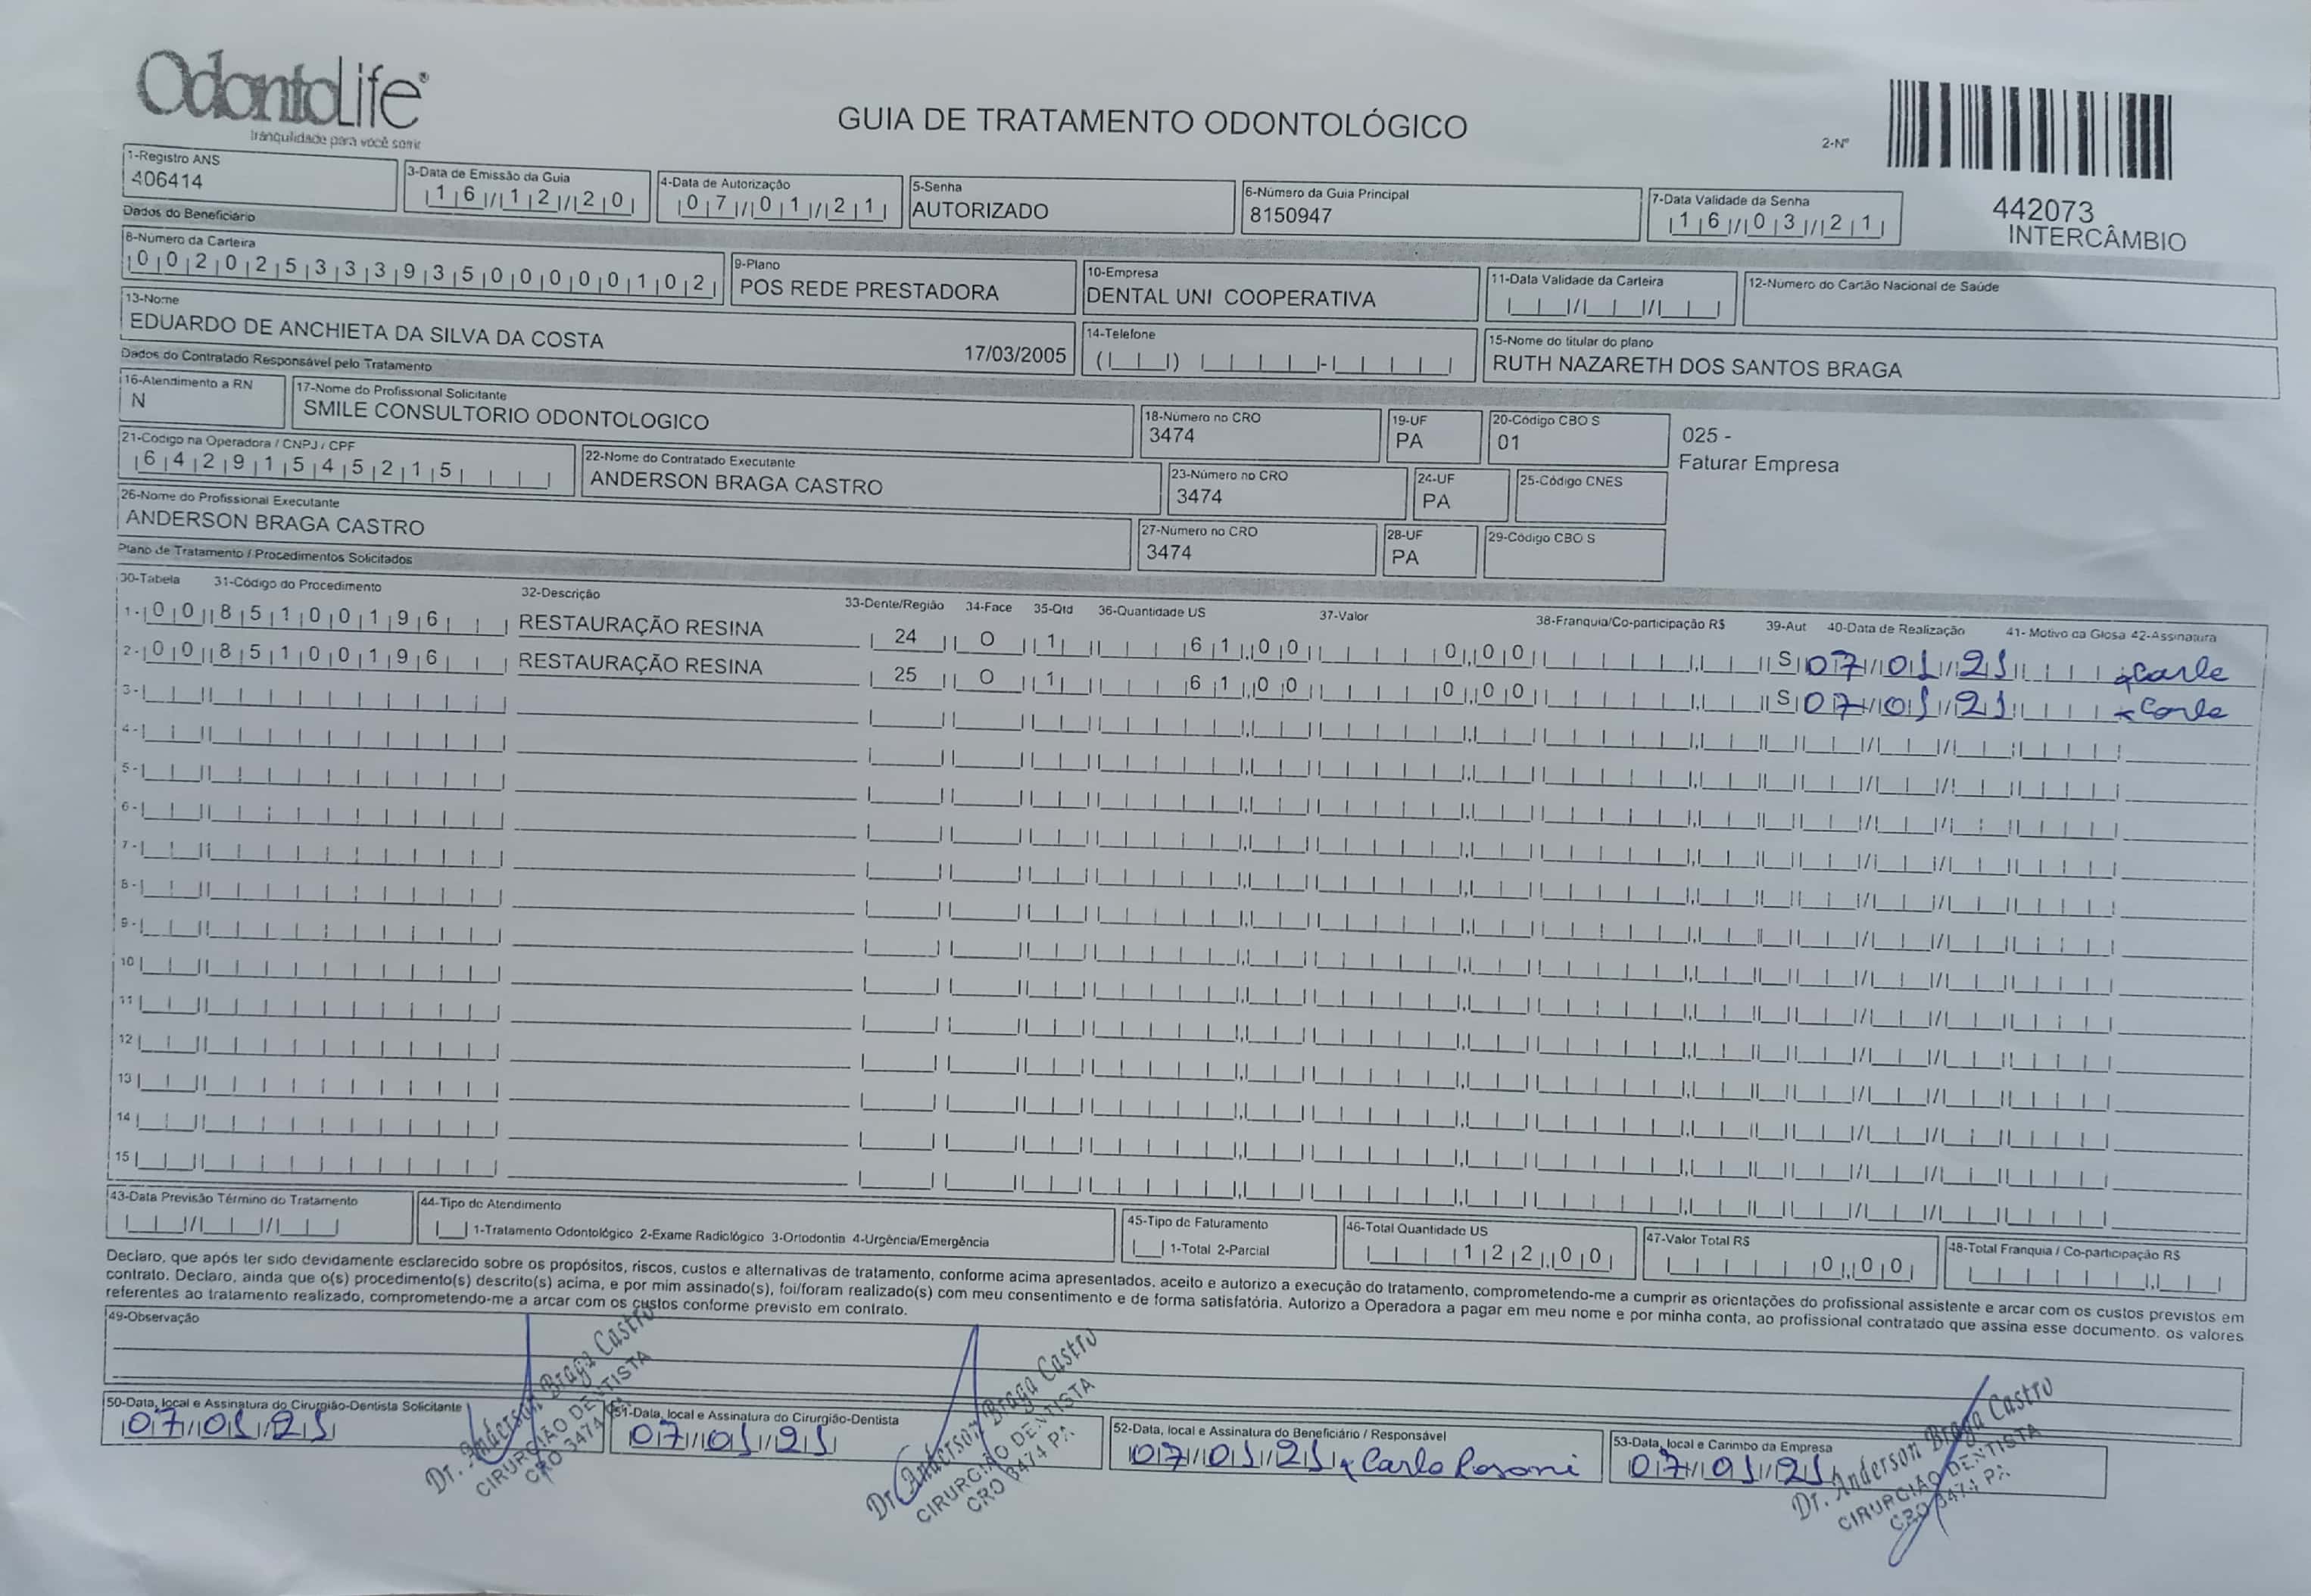 OdontoLife®
tranquilidade para você sorrir
GUIA DE TRATAMENTO ODONTOLÓGICO
2-Nº
442073
INTERCÂMBIO
1-Registro ANS
406414
3-Data de Emissão da Guia
16/12/20
4-Data de Autorização
07/01/21
5-Senha
AUTORIZADO
6-Número da Guia Principal
8150947
7-Data Validade da Senha
16/03/21
Dados do Beneficiário
8-Número da Carteira
00202533393500000102
9-Plano
POS REDE PRESTADORA
10-Empresa
DENTAL UNI COOPERATIVA
11-Data Validade da Carteira
12-Número do Cartão Nacional de Saúde
13-Nome
EDUARDO DE ANCHIETA DA SILVA DA COSTA
17/03/2005
14-Telefone
15-Nome do titular do plano
RUTH NAZARETH DOS SANTOS BRAGA
Dados do Contratado Responsável pelo Tratamento
16-Atendimento a RN
N
17-Nome do Profissional Solicitante
SMILE CONSULTORIO ODONTOLOGICO
18-Número no CRO
3474
19-UF
PA
20-Código CBO S
01
025 -
Faturar Empresa
21-Código na Operadora / CNPJ / CPF
64291545215
22-Nome do Contratado Executante
ANDERSON BRAGA CASTRO
23-Número no CRO
3474
24-UF
PA
25-Código CNES
26-Nome do Profissional Executante
ANDERSON BRAGA CASTRO
27-Número no CRO
3474
28-UF
PA
29-Código CBO S
Plano de Tratamento / Procedimentos Solicitados
30-Tabela 31-Código do Procedimento 32-Descrição 33-Dente/Região 34-Face 35-Qtd 36-Quantidade US 37-Valor 38-Franquia/Co-participação R$ 39-Aut 40-Data de Realização 41- Motivo da Glosa 42-Assinatura
1- 00 85100196 RESTAURAÇÃO RESINA 24 O 1 61,00 0,00 S 07/01/21 Carla
2- 00 85100196 RESTAURAÇÃO RESINA 25 O 1 61,00 0,00 S 07/01/21 Carla
3-
4-
5-
6-
7-
8-
9-
10
11
12
13
14
15
43-Data Previsão Término do Tratamento
44-Tipo de Atendimento
1-Tratamento Odontológico 2-Exame Radiológico 3-Ortodontia 4-Urgência/Emergência
45-Tipo de Faturamento
1-Total 2-Parcial
46-Total Quantidade US
122,00
47-Valor Total R$
0,00
48-Total Franquia / Co-participação R$
Declaro, que após ter sido devidamente esclarecido sobre os propósitos, riscos, custos e alternativas de tratamento, conforme acima apresentados, aceito e autorizo a execução do tratamento, comprometendo-me a cumprir as orientações do profissional assistente e arcar com os custos previstos em
contrato. Declaro, ainda que o(s) procedimento(s) descrito(s) acima, e por mim assinado(s), foi/foram realizado(s) com meu consentimento e de forma satisfatória. Autorizo a Operadora a pagar em meu nome e por minha conta, ao profissional contratado que assina esse documento, os valores
referentes ao tratamento realizado, comprometendo-me a arcar com os custos conforme previsto em contrato.
49-Observação
50-Data, local e Assinatura do Cirurgião-Dentista Solicitante
07/01/21
Dr. Anderson Braga Castro
CIRURGIÃO DENTISTA
CRO 3474 PA
51-Data, local e Assinatura do Cirurgião-Dentista
07/01/21
Dr. Anderson Braga Castro
CIRURGIÃO DENTISTA
CRO 3474 PA
52-Data, local e Assinatura do Beneficiário / Responsável
07/01/21 Carla
53-Data, local e Carimbo da Empresa
07/01/21
Dr. Anderson Braga Castro
CIRURGIÃO DENTISTA
CRO 3474 PA